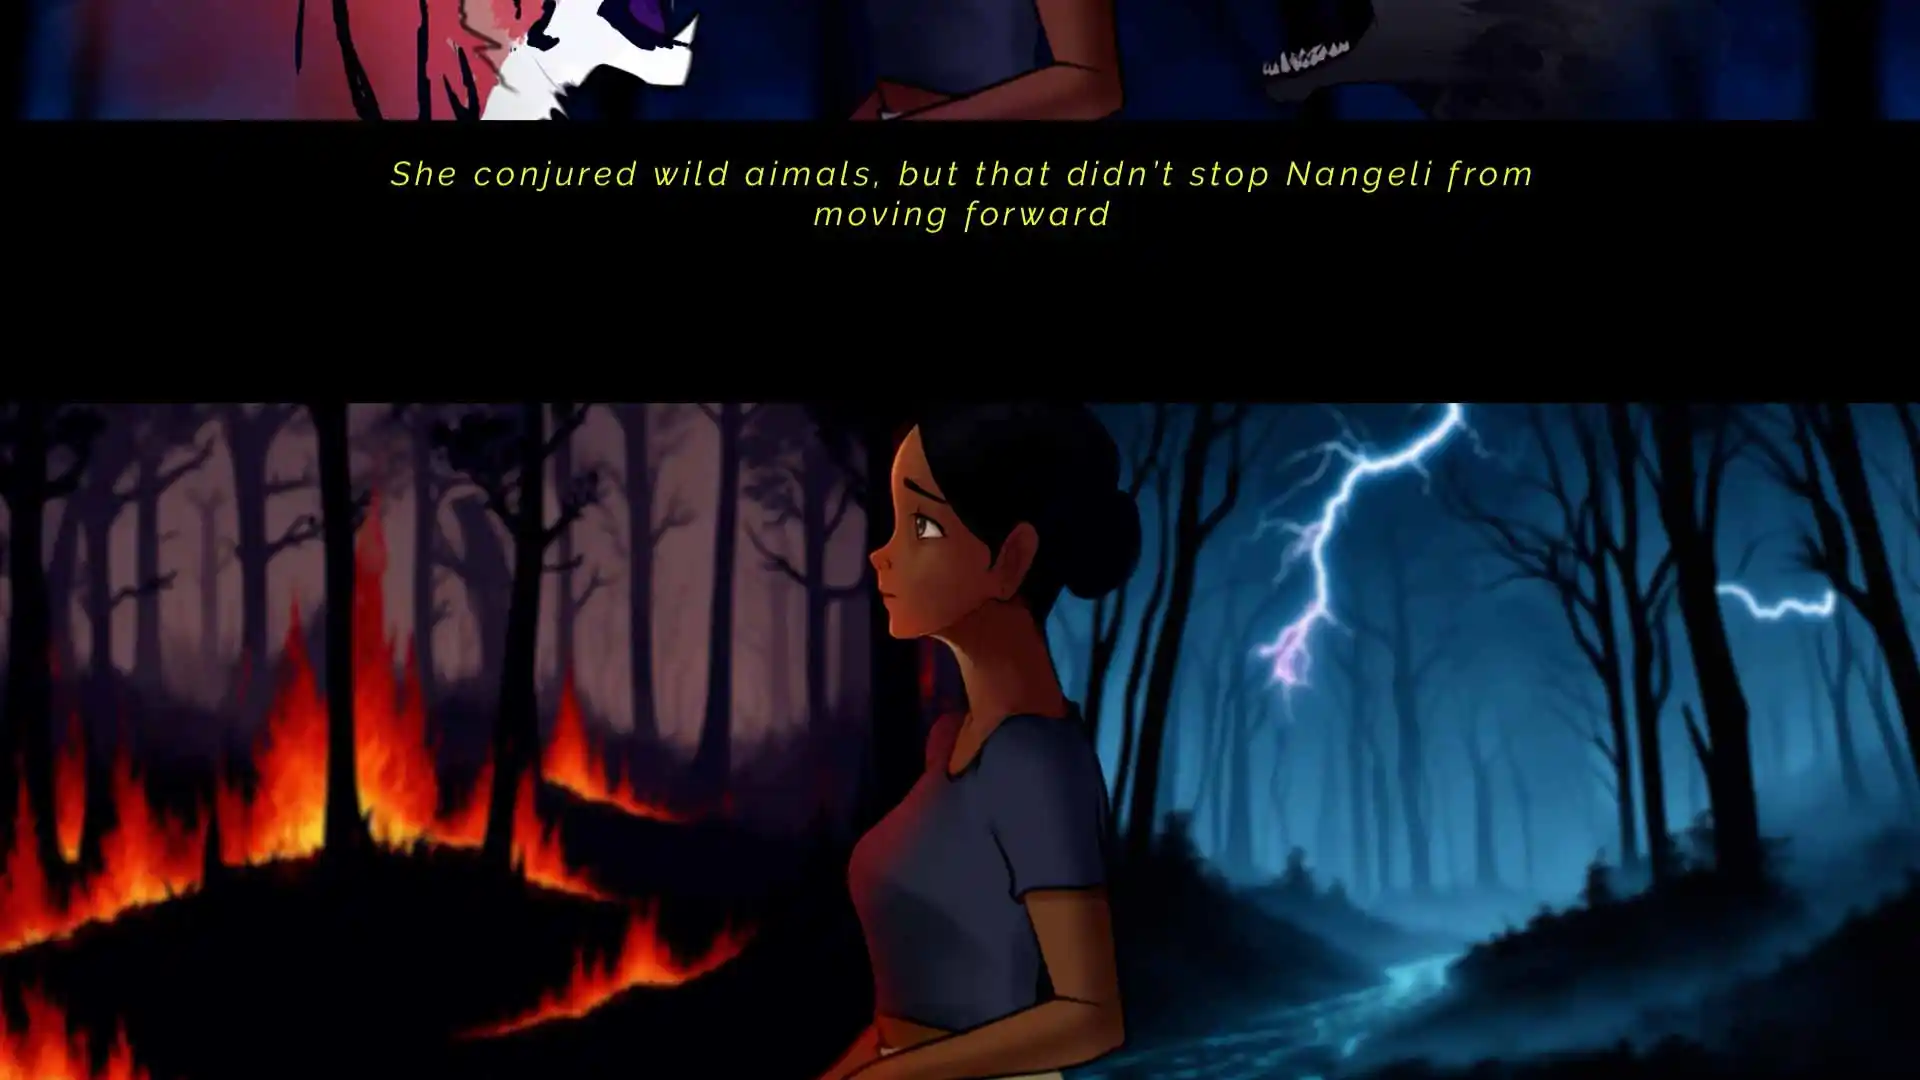 She conjured wild aimals, but that didn't stop Nangeli from
moving forward